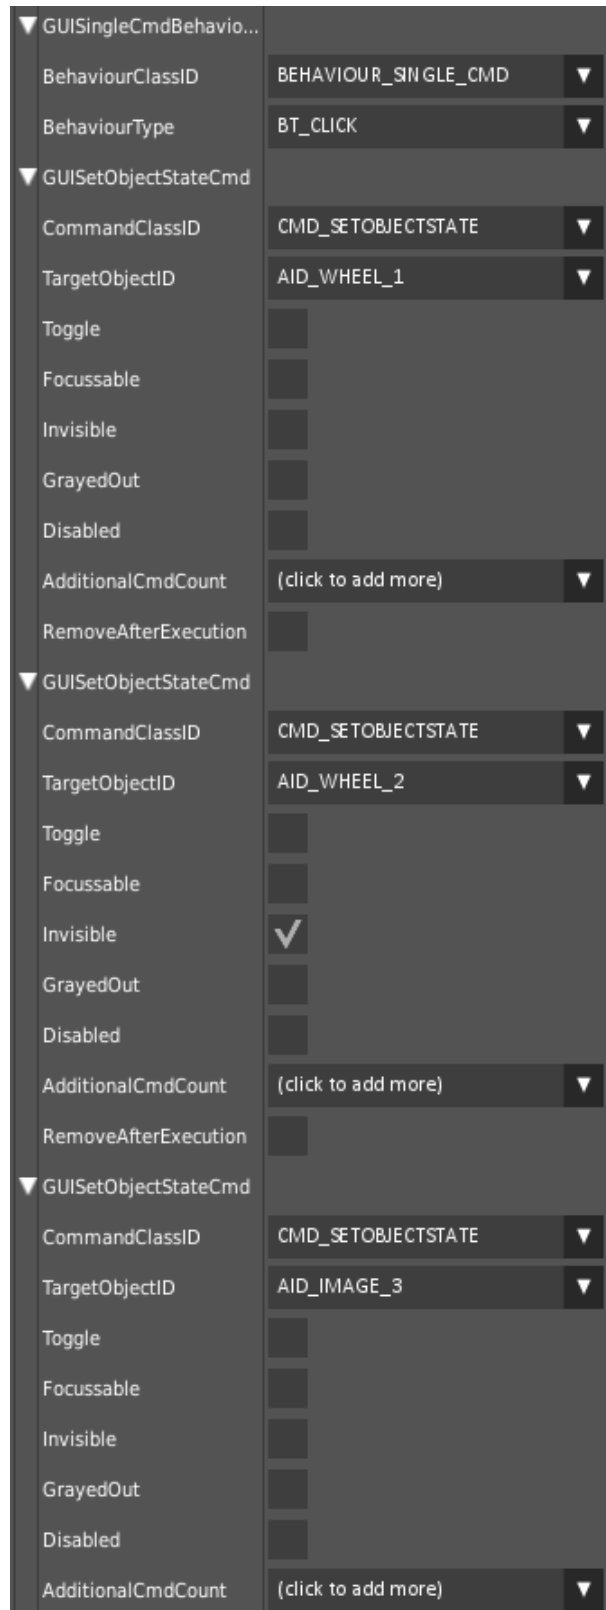 GUISingleCmdBehavio...
BehaviourClassID BEHAVIOUR_SINGLE_CMD
BehaviourType BT_CLICK
GUISetObjectStateCmd
CommandClassID CMD_SETOBJECTSTATE
TargetObjectID AID_WHEEL_1
Toggle
Focussable
Invisible
GrayedOut
Disabled
AdditionalCmdCount (click to add more)
RemoveAfterExecution
GUISetObjectStateCmd
CommandClassID CMD_SETOBJECTSTATE
TargetObjectID AID_WHEEL_2
Toggle
Focussable
Invisible
GrayedOut
Disabled
AdditionalCmdCount (click to add more)
RemoveAfterExecution
GUISetObjectStateCmd
CommandClassID CMD_SETOBJECTSTATE
TargetObjectID AID_IMAGE_3
Toggle
Focussable
Invisible
GrayedOut
Disabled
AdditionalCmdCount (click to add more)